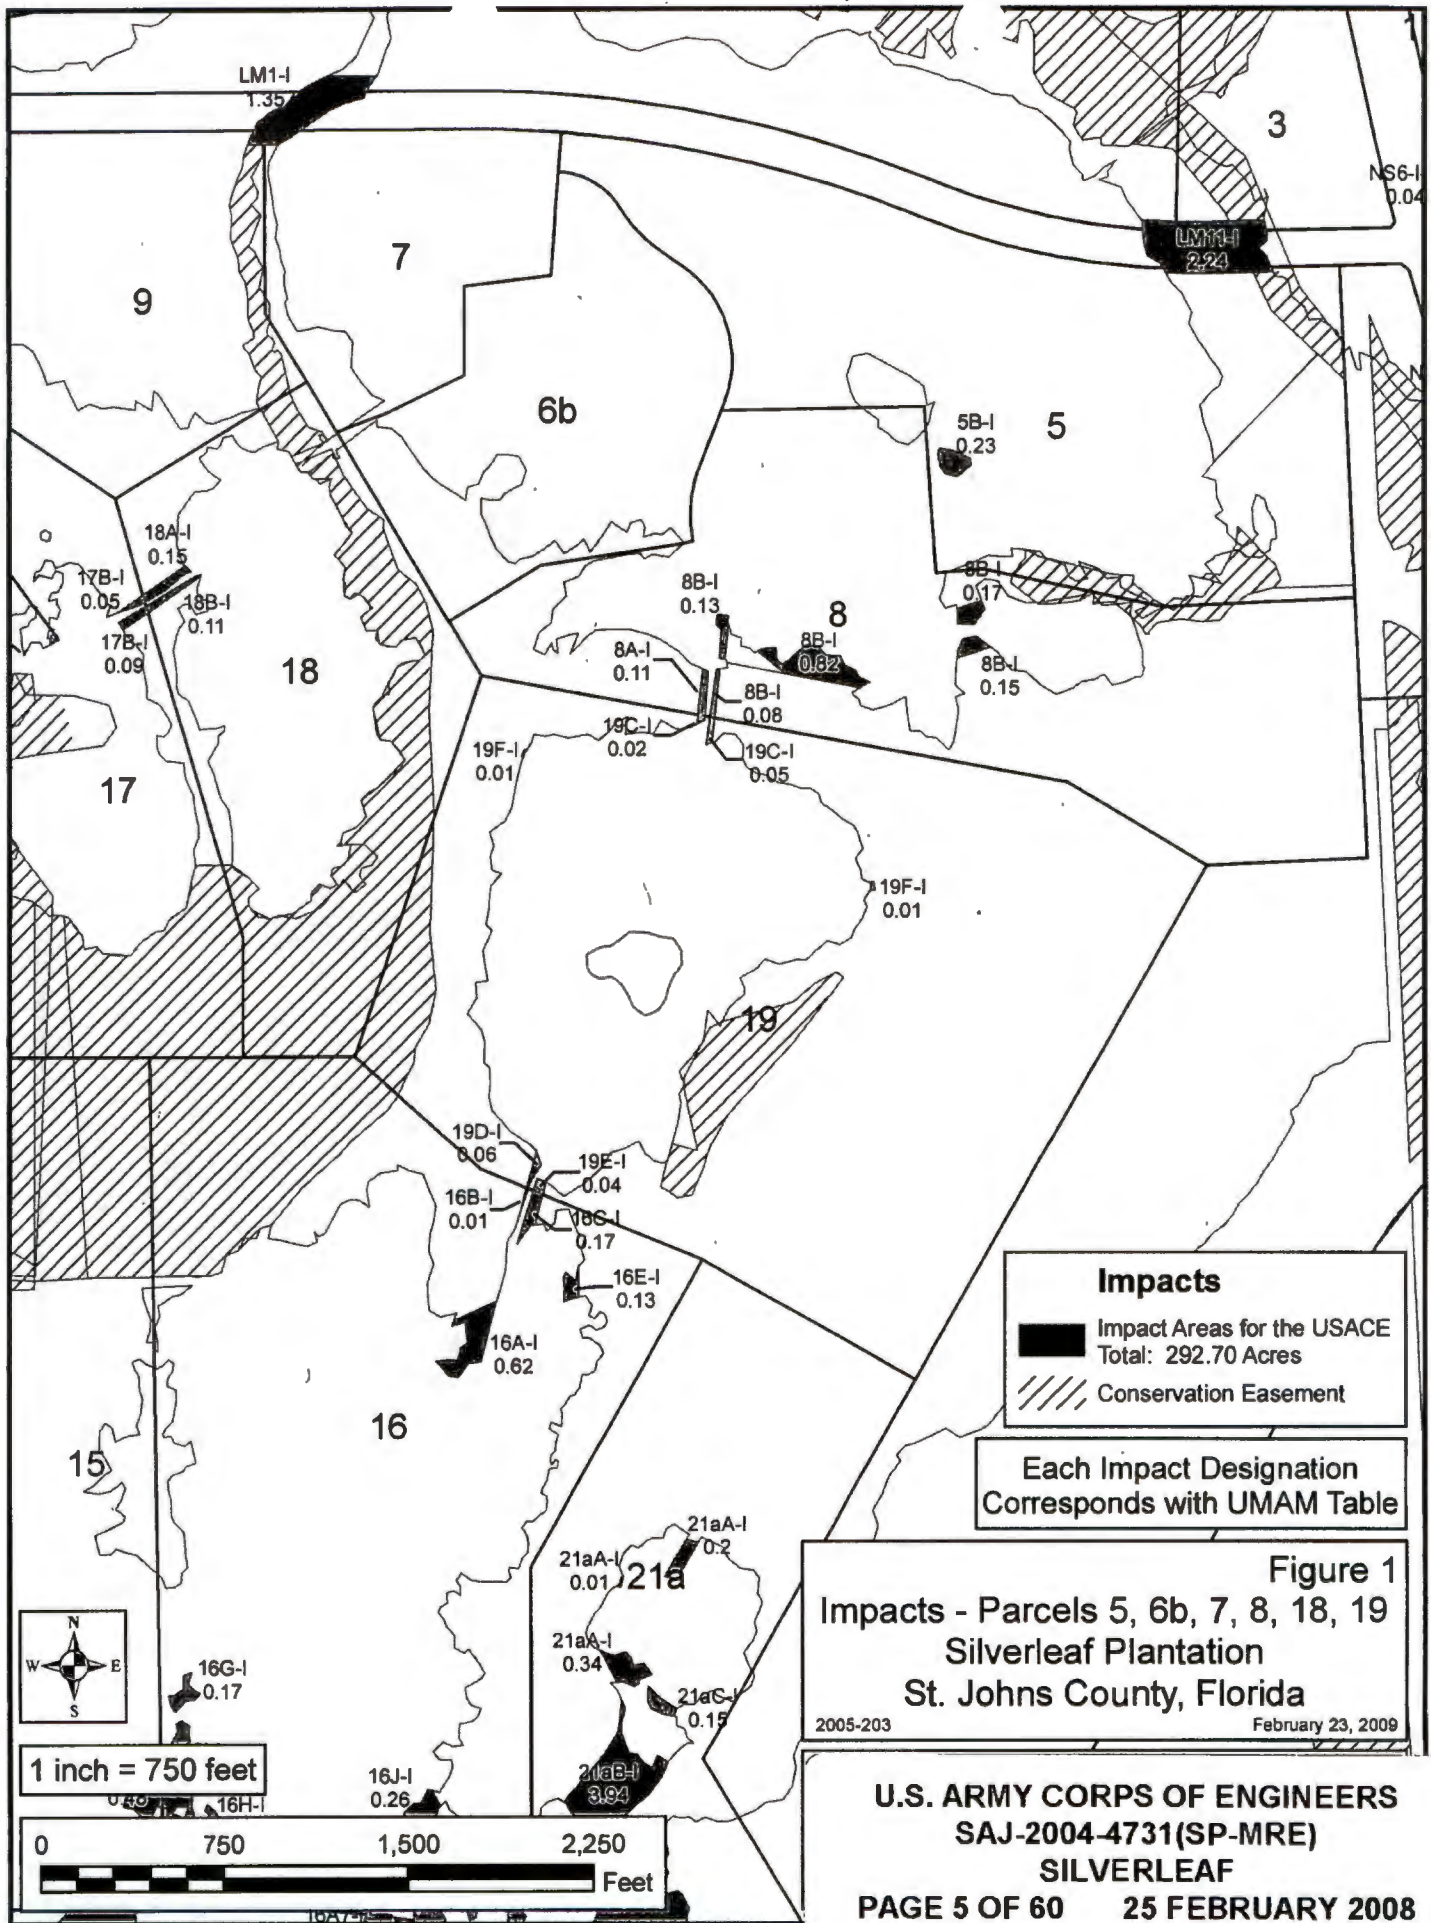 LM1-I
1.35
3
NS6-I
0.04
LM11-I
2.24
7
9
6b
5B-I
0.23
5
18A-I
0.15
17B-I
0.05
18B-I
0.11
17B-I
0.09
18
8B-I
0.13
8
8B-I
0.17
8B-I
0.82
8A-I
0.11
8B-I
0.15
8B-I
0.08
19C-I
0.02
19C-I
0.05
19F-I
0.01
17
19F-I
0.01
19
19D-I
0.06
19E-I
0.04
16B-I
0.01
16C-I
0.17
16E-I
0.13
16A-I
0.62
16
15
Impacts
Impact Areas for the USACE
Total: 292.70 Acres
Conservation Easement
Each Impact Designation
Corresponds with UMAM Table
21aA-I
0.2
21aA-I
0.01
21a
21aA-I
0.34
21aC-I
0.15
21aB-I
3.94
Figure 1
Impacts - Parcels 5, 6b, 7, 8, 18, 19
Silverleaf Plantation
St. Johns County, Florida
2005-203
February 23, 2009
N
W E
S
16G-I
0.17
1 inch = 750 feet
16H-I
16J-I
0.26
0 750 1,500 2,250
Feet
U.S. ARMY CORPS OF ENGINEERS
SAJ-2004-4731(SP-MRE)
SILVERLEAF
PAGE 5 OF 60 25 FEBRUARY 2008